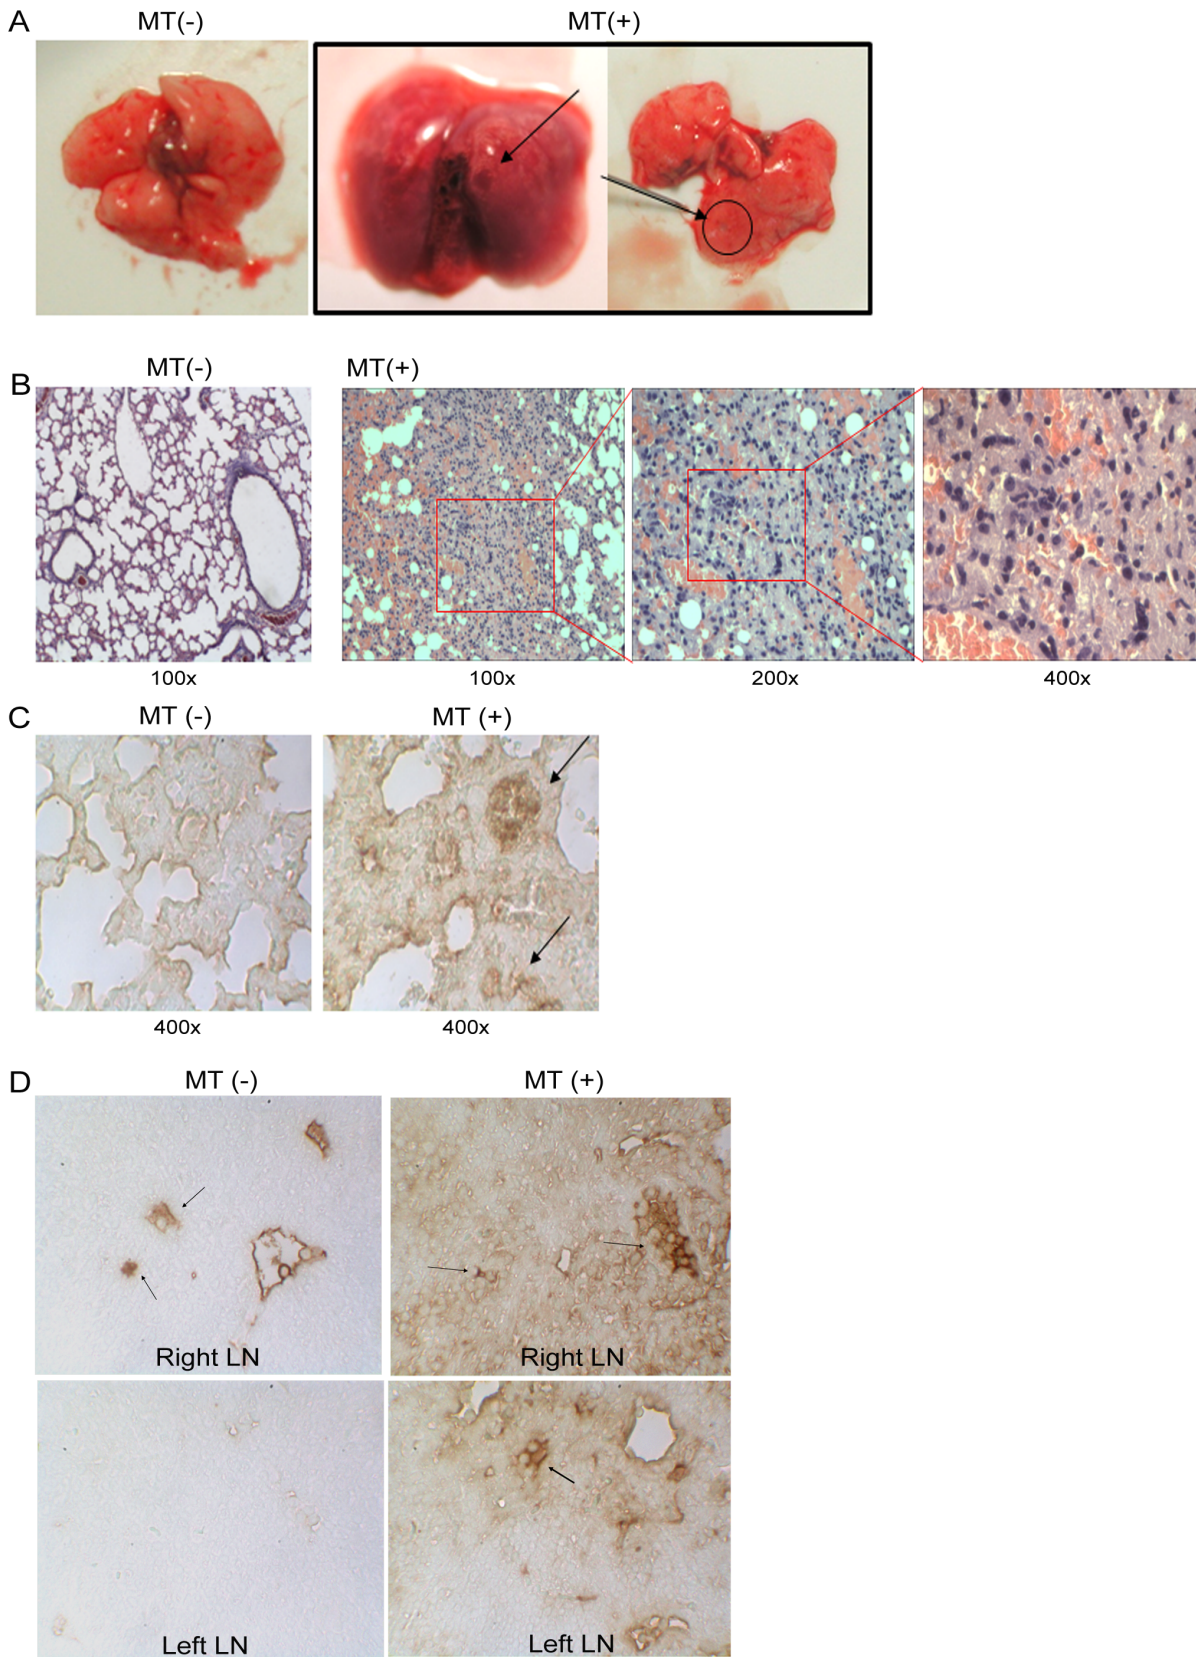 A
MT(-)
MT(+)
B
MT(-)
MT(+)
100x
100x
200x
400x
C
MT (-)
MT (+)
400x
400x
D
MT (-)
MT (+)
Right LN
Right LN
Left LN
Left LN